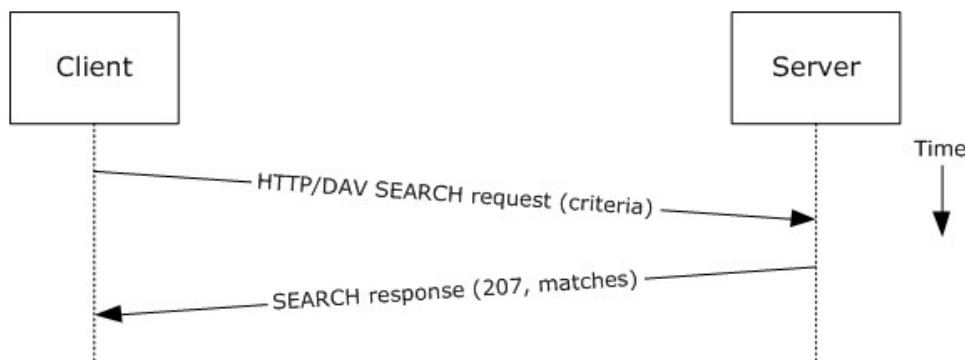 Client
Server
Time
HTTP/DAV SEARCH request (criteria)
SEARCH response (207, matches)